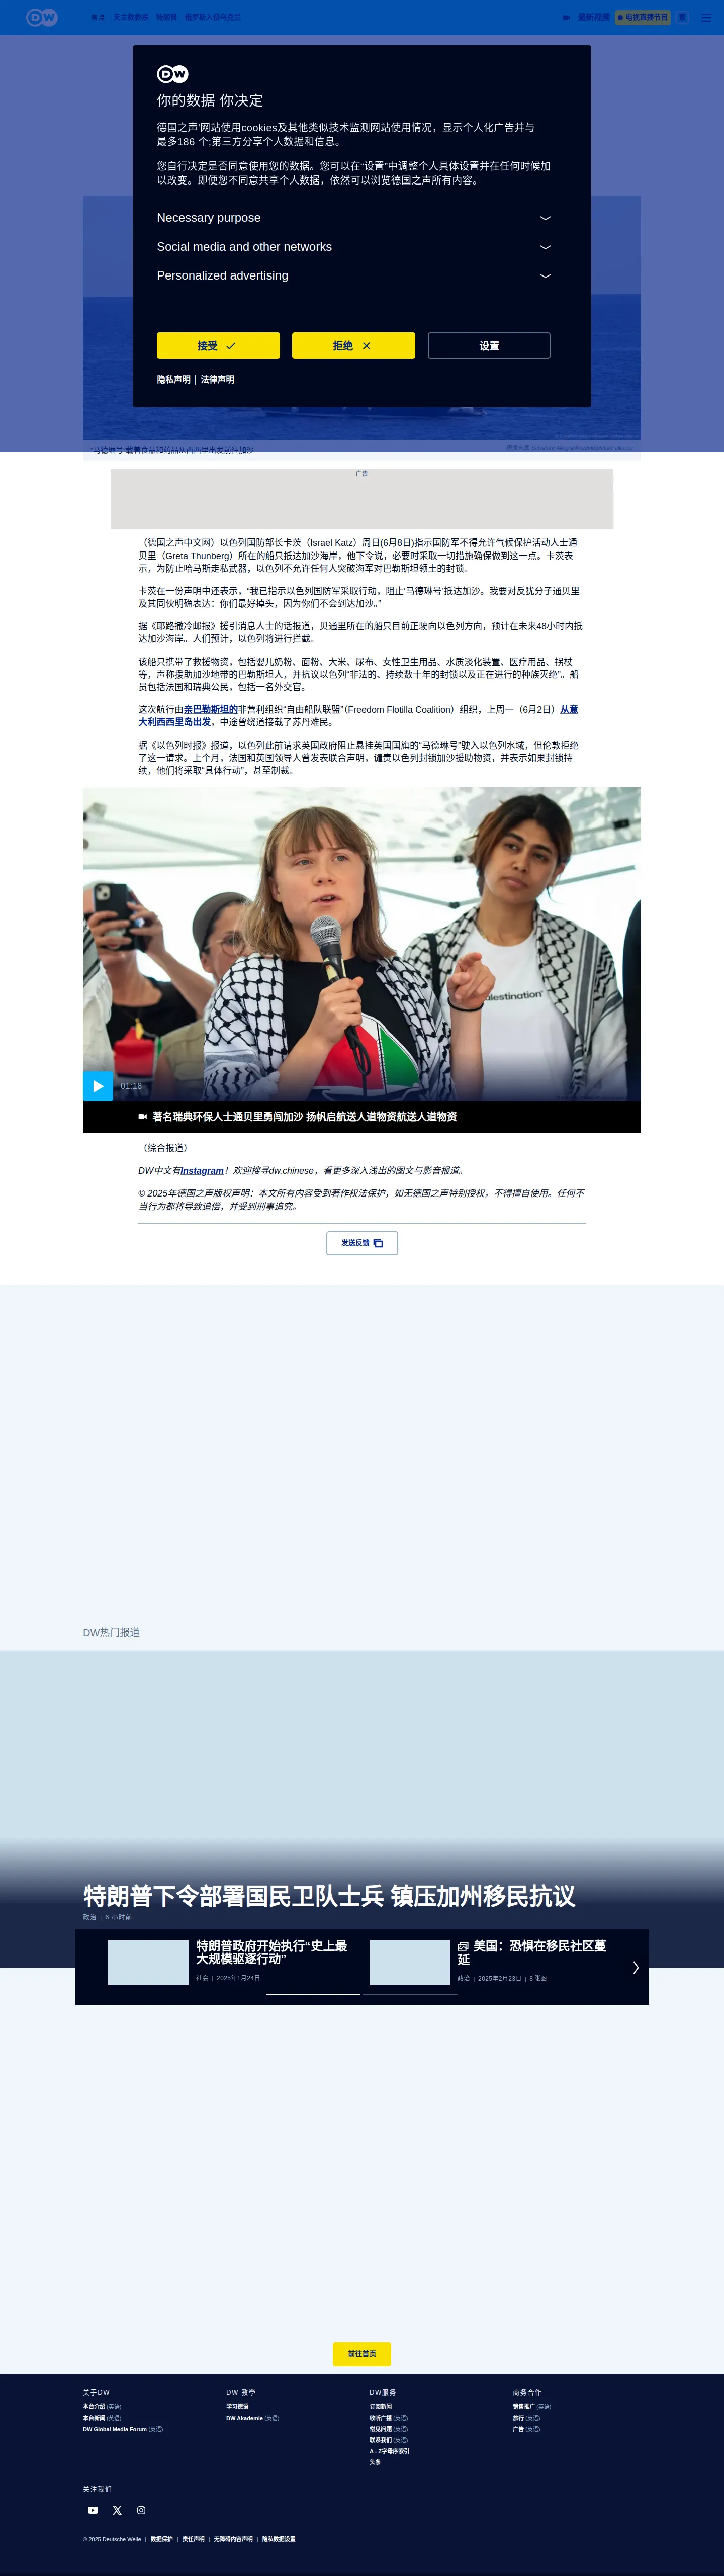 DW
焦点 天主教教宗 特朗普 俄罗斯入侵乌克兰
最新视频 电视直播节目
DW
你的数据 你决定
德国之声'网站使用cookies及其他类似技术监测网站使用情况，显示个人化广告并与
最多186 个;第三方分享个人数据和信息。
您自行决定是否同意使用您的数据。您可以在“设置”中调整个人具体设置并在任何时候加
以改变。即便您不同意共享个人数据，依然可以浏览德国之声所有内容。
Necessary purpose
Social media and other networks
Personalized advertising
接受
拒绝
设置
隐私声明 | 法律声明
“马德琳号”载着食品和药品从西西里出发前往加沙
广告
（德国之声中文网）以色列国防部长卡茨（Israel Katz）周日(6月8日)指示国防军不得允许气候保护活动人士通
贝里（Greta Thunberg）所在的船只抵达加沙海岸，他下令说，必要时采取一切措施确保做到这一点。卡茨表
示，为防止哈马斯走私武器，以色列不允许任何人突破海军对巴勒斯坦领土的封锁。
卡茨在一份声明中还表示，“我已指示以色列国防军采取行动，阻止‘马德琳号’抵达加沙。我要对反犹分子通贝里
及其同伙明确表达：你们最好掉头，因为你们不会到达加沙。”
据《耶路撒冷邮报》援引消息人士的话报道，贝通里所在的船只目前正驶向以色列方向，预计在未来48小时内抵
达加沙海岸。人们预计，以色列将进行拦截。
该船只携带了救援物资，包括婴儿奶粉、面粉、大米、尿布、女性卫生用品、水质淡化装置、医疗用品、拐杖
等，声称援助加沙地带的巴勒斯坦人，并抗议以色列“非法的、持续数十年的封锁以及正在进行的种族灭绝”。船
员包括法国和瑞典公民，包括一名外交官。
这次航行由亲巴勒斯坦的非营利组织“自由船队联盟”（Freedom Flotilla Coalition）组织，上周一（6月2日）从意
大利西西里岛出发，中途曾绕道接载了苏丹难民。
据《以色列时报》报道，以色列此前请求英国政府阻止悬挂英国国旗的“马德琳号”驶入以色列水域，但伦敦拒绝
了这一请求。上个月，法国和英国领导人曾发表联合声明，谴责以色列封锁加沙援助物资，并表示如果封锁持
续，他们将采取“具体行动”，甚至制裁。
alestination
01:18
著名瑞典环保人士通贝里勇闯加沙 扬帆启航送人道物资航送人道物资
（综合报道）
DW中文有Instagram！欢迎搜寻dw.chinese，看更多深入浅出的图文与影音报道。
© 2025年德国之声版权声明：本文所有内容受到著作权法保护，如无德国之声特别授权，不得擅自使用。任何不
当行为都将导致追偿，并受到刑事追究。
发送反馈
DW热门报道
特朗普下令部署国民卫队士兵 镇压加州移民抗议
政治 | 6 小时前
特朗普政府开始执行“史上最
大规模驱逐行动”
社会 | 2025年1月24日
美国：恐惧在移民社区蔓
延
政治 | 2025年2月23日 | 8 张图
前往首页
关于DW
本台介绍 (英语)
本台新闻 (英语)
DW Global Media Forum (英语)
DW 教學
学习德语
DW Akademie (英语)
DW服务
订阅新闻
收听广播 (英语)
常见问题 (英语)
联系我们 (英语)
A - Z字母序索引
头条
商务合作
销售推广 (英语)
旅行 (英语)
广告 (英语)
关注我们
© 2025 Deutsche Welle | 数据保护 | 责任声明 | 无障碍内容声明 | 隐私数据设置